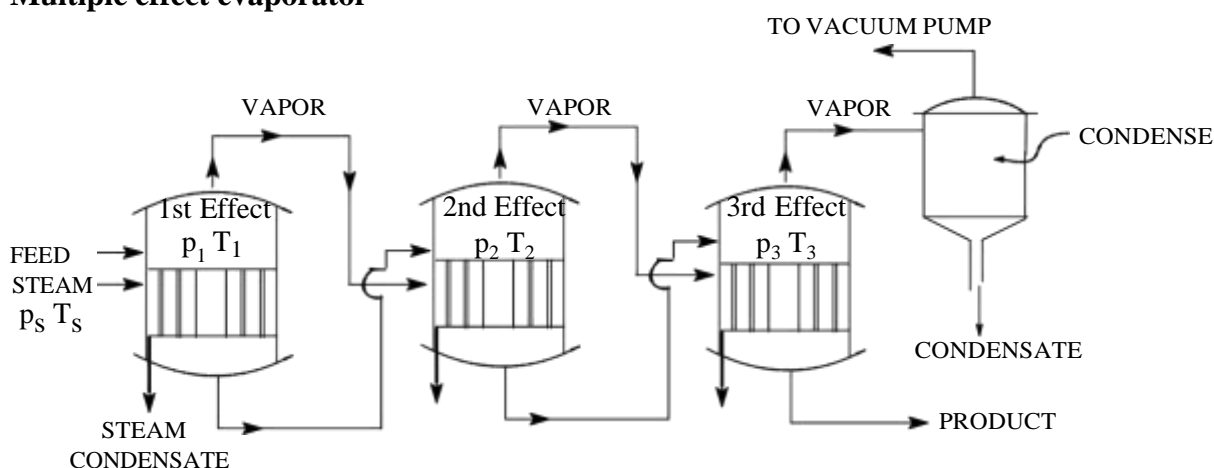 Multiple effect evaporator
TO VACUUM PUMP
VAPOR
VAPOR
VAPOR
CONDENSE
1st Effect
p₁ T₁
2nd Effect
p₂ T₂
3rd Effect
p₃ T₃
FEED
STEAM
pS TS
CONDENSATE
PRODUCT
STEAM
CONDENSATE